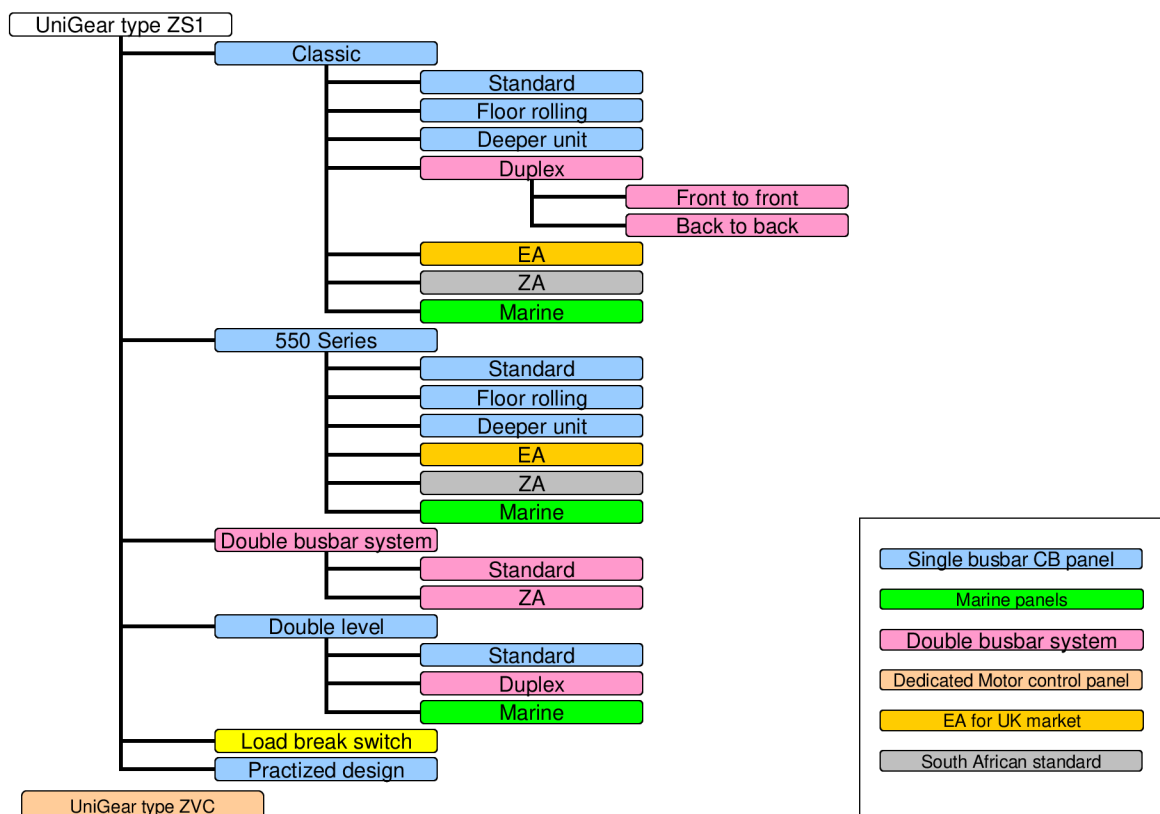 UniGear type ZS1
Classic
Standard
Floor rolling
Deeper unit
Duplex
Front to front
Back to back
EA
ZA
Marine
550 Series
Standard
Floor rolling
Deeper unit
EA
ZA
Marine
Double busbar system
Standard
ZA
Double level
Standard
Duplex
Marine
Load break switch
Practized design
UniGear type ZVC
Single busbar CB panel
Marine panels
Double busbar system
Dedicated Motor control panel
EA for UK market
South African standard